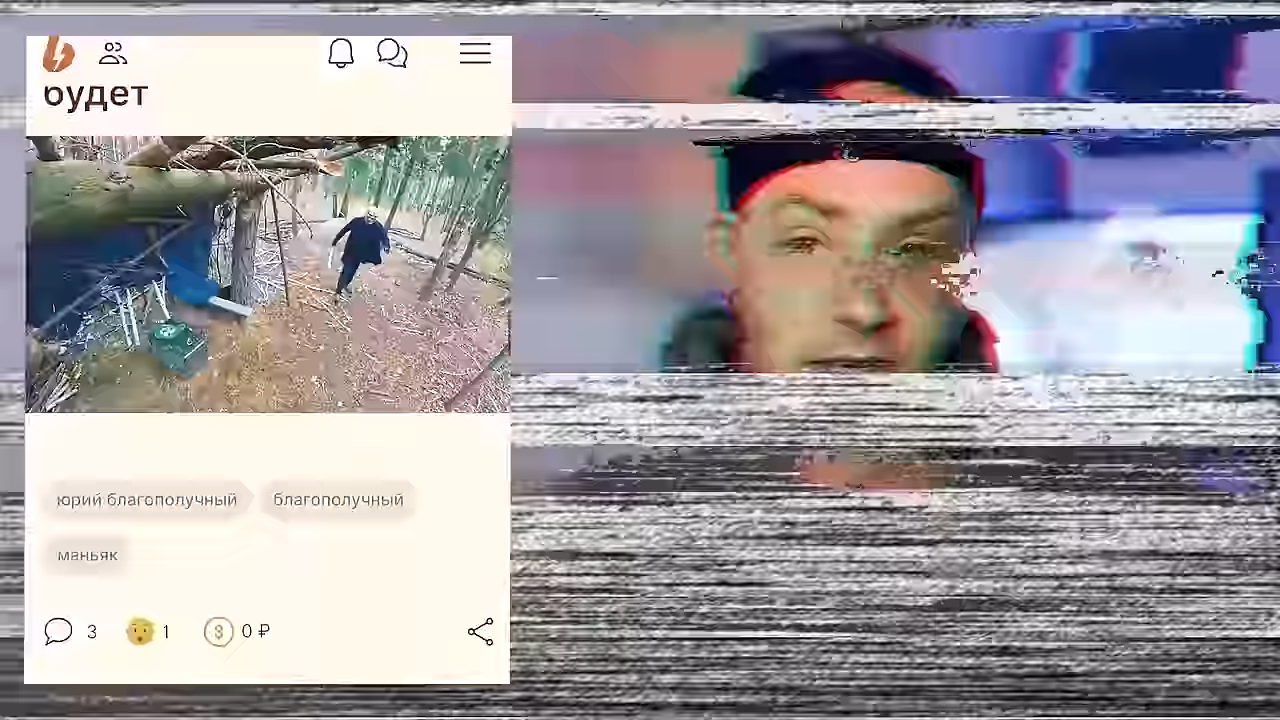 будет
юрий благополучный
благополучный
маньяк
3
1
0 ₽